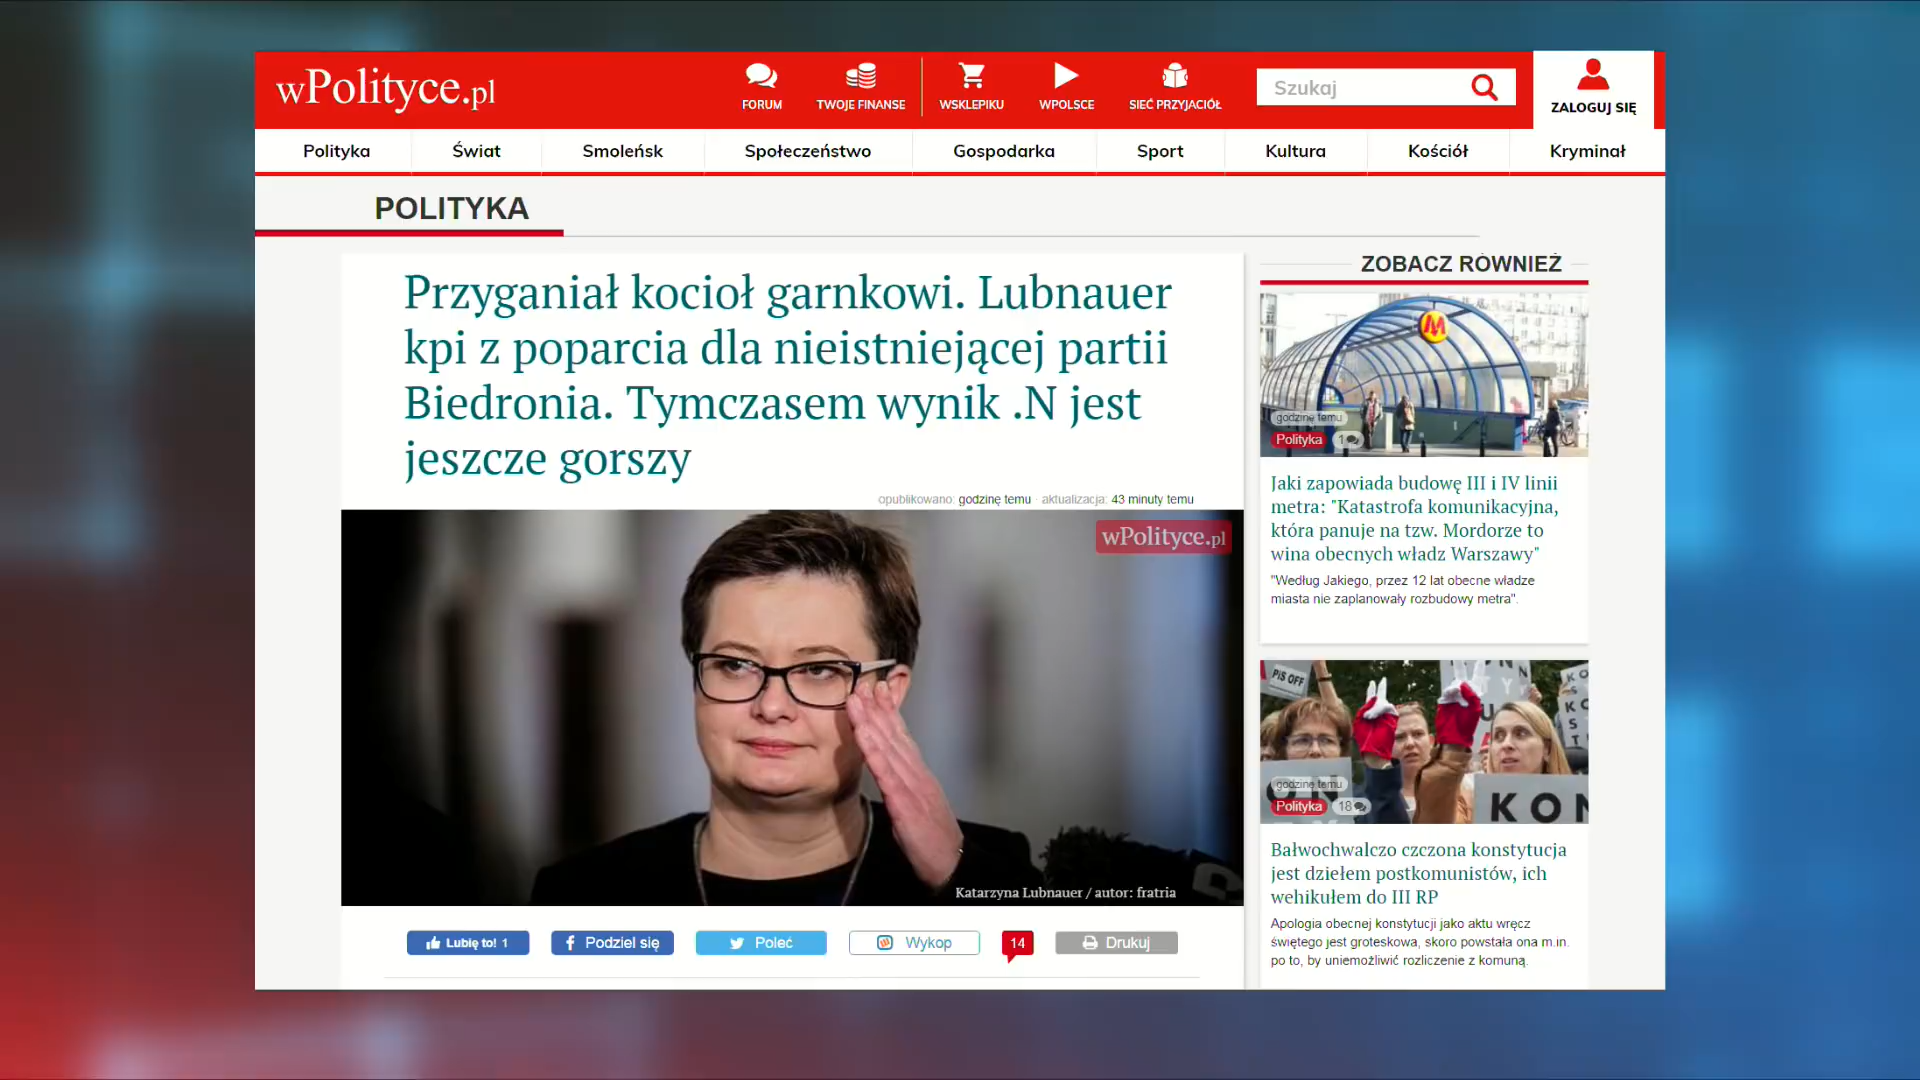 wPolityce.pl
FORUM
TWOJE FINANSE
WSKLEPIKU
WPOLSCE
SIEĆ PRZYJACIÓŁ
Szukaj
ZALOGUJ SIĘ
Polityka
Świat
Smoleńsk
Społeczeństwo
Gospodarka
Sport
Kultura
Kościół
Kryminał
POLITYKA
Przyganiał kocioł garnkowi. Lubnauer
kpi z poparcia dla nieistniejącej partii
Biedronia. Tymczasem wynik .N jest
jeszcze gorszy
opublikowano: godzinę temu · aktualizacja: 43 minuty temu
wPolityce.pl
Katarzyna Lubnauer / autor: fratria
Lubię to! 1
Podziel się
Poleć
Wykop
14
Drukuj
ZOBACZ RÓWNIEŻ
M
godzinę temu
Polityka
1
Jaki zapowiada budowę III i IV linii
metra: "Katastrofa komunikacyjna,
która panuje na tzw. Mordorze to
wina obecnych władz Warszawy"
"Według Jakiego, przez 12 lat obecne władze
miasta nie zaplanowały rozbudowy metra".
PiS OFF
KON
godzinę temu
Polityka
18
Bałwochwalczo czczona konstytucja
jest dziełem postkomunistów, ich
wehikułem do III RP
Apologia obecnej konstytucji jako aktu wręcz
świętego jest groteskowa, skoro powstała ona m.in.
po to, by uniemożliwić rozliczenie z komuną.